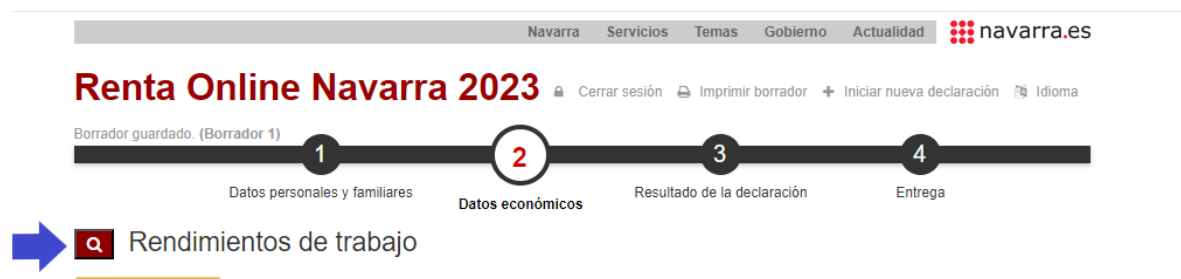 Navarra Servicios Temas Gobierno Actualidad navarra.es
Renta Online Navarra 2023 Cerrar sesión Imprimir borrador Iniciar nueva declaración Idioma
Borrador guardado. (Borrador 1)
1 2 3 4
Datos personales y familiares Datos económicos Resultado de la declaración Entrega
Rendimientos de trabajo